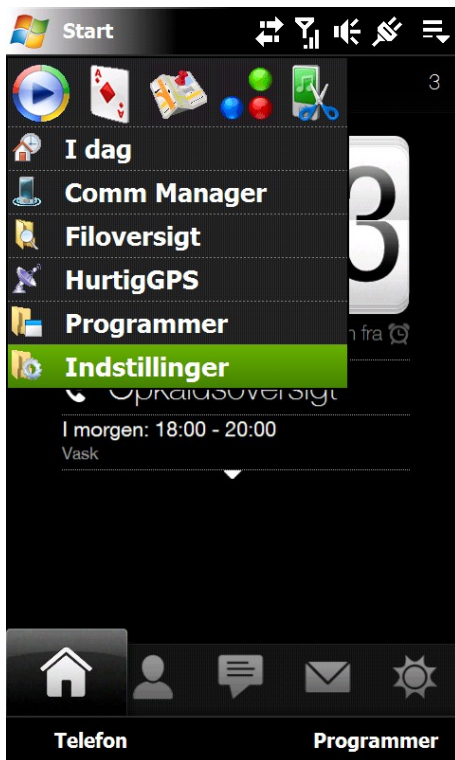 Start
3
I dag
3
Comm Manager
Filoversigt
HurtigGPS
Programmer
n fra
Indstillinger
Opkaldsoversigt
I morgen: 18:00 - 20:00
Vask
Telefon
Programmer